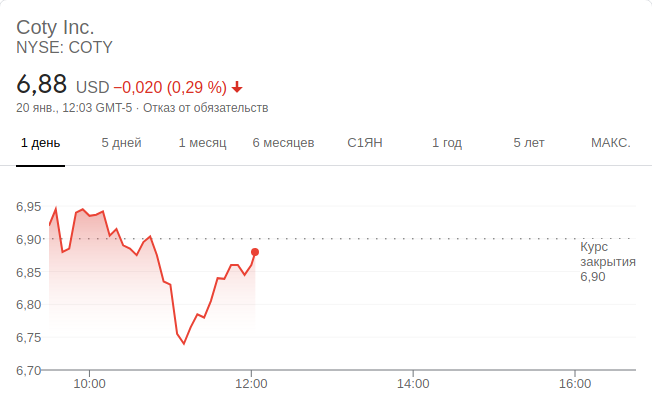 Coty Inc.
NYSE: COTY
6,88 USD −0,020 (0,29 %)
20 янв., 12:03 GMT-5 · Отказ от обязательств
1 день 5 дней 1 месяц 6 месяцев С1ЯН 1 год 5 лет МАКС.
6,95
6,90
Курс
закрытия
6,90
6,85
6,80
6,75
6,70
10:00 12:00 14:00 16:00